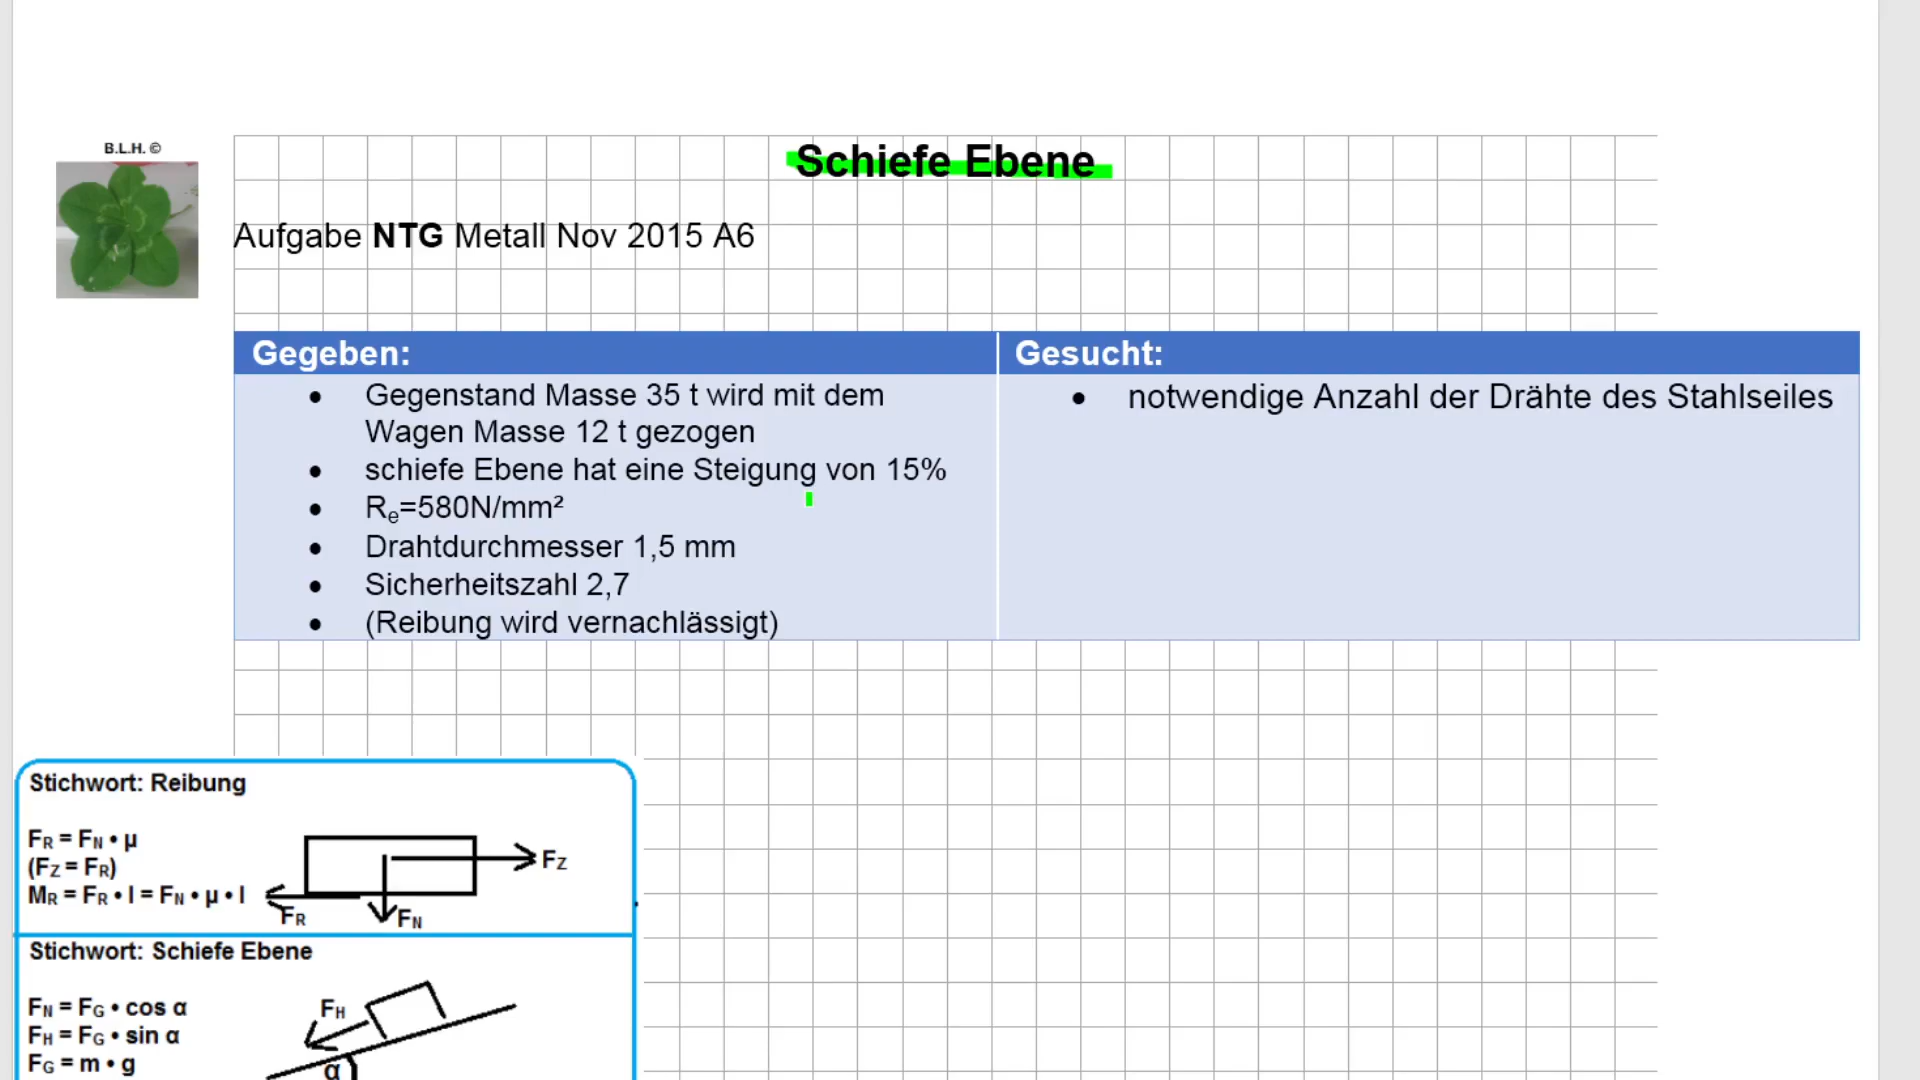 B.L.H. ©
Schiefe Ebene
Aufgabe NTG Metall Nov 2015 A6
Gegeben:
Gesucht:
• Gegenstand Masse 35 t wird mit dem
Wagen Masse 12 t gezogen
• schiefe Ebene hat eine Steigung von 15%
• Re=580N/mm²
• Drahtdurchmesser 1,5 mm
• Sicherheitszahl 2,7
• (Reibung wird vernachlässigt)
• notwendige Anzahl der Drähte des Stahlseiles
Stichwort: Reibung
FR = FN • µ
(FZ = FR)
MR = FR • l = FN • µ • l
FZ
FR
FN
Stichwort: Schiefe Ebene
FN = FG • cos α
FH = FG • sin α
FG = m • g
FH
α